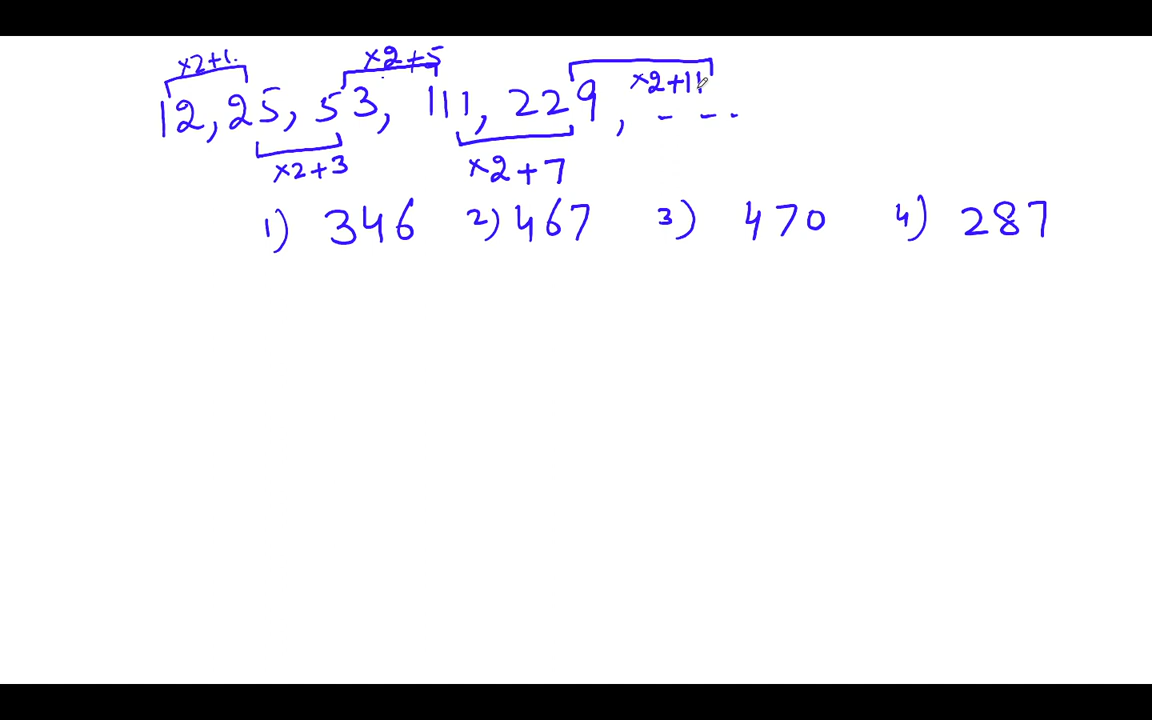 ×2+1. ×2+5 ×2+11
12, 25, 53, 111, 229, - - -.
×2+3 ×2+7
1) 346 2) 467 3) 470 4) 287